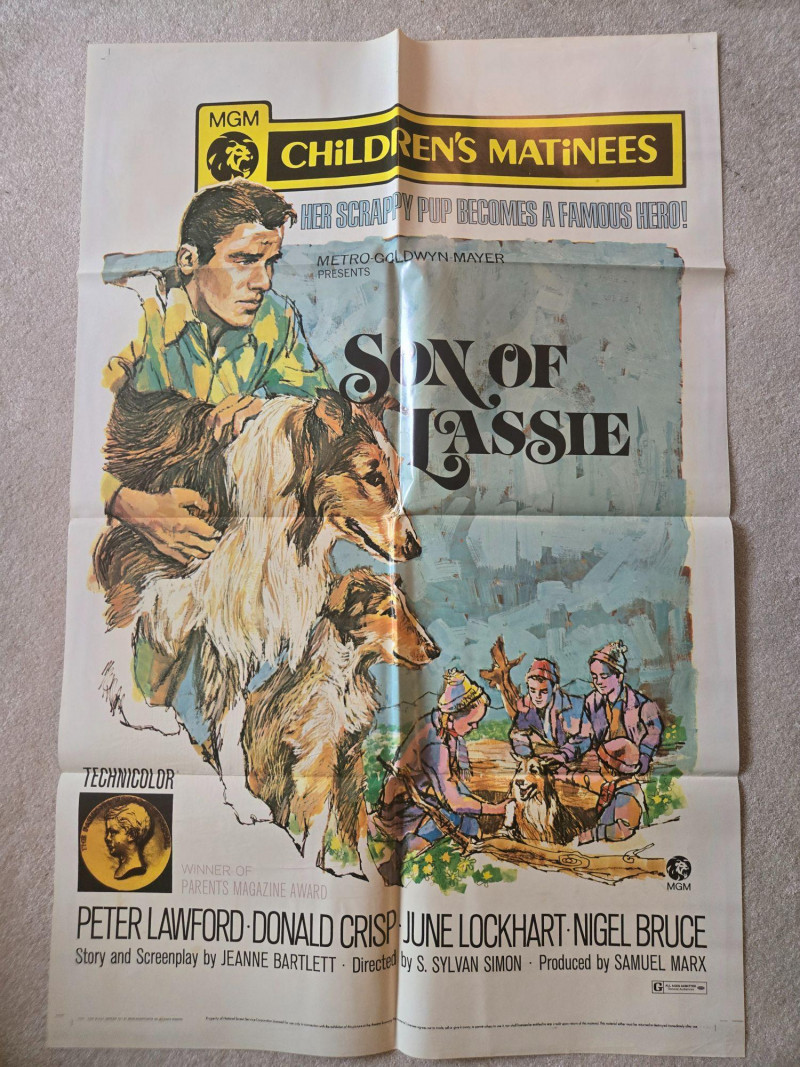 MGM
CHiLDREN'S MATiNEES
HER SCRAPPY PUP BECOMES A FAMOUS HERO!
METRO-GOLDWYN-MAYER
PRESENTS
SON OF
LASSIE
TECHNICOLOR
WINNER OF
PARENTS MAGAZINE AWARD
MGM
PETER LAWFORD · DONALD CRISP · JUNE LOCKHART · NIGEL BRUCE
Story and Screenplay by JEANNE BARTLETT · Directed by S. SYLVAN SIMON · Produced by SAMUEL MARX
G